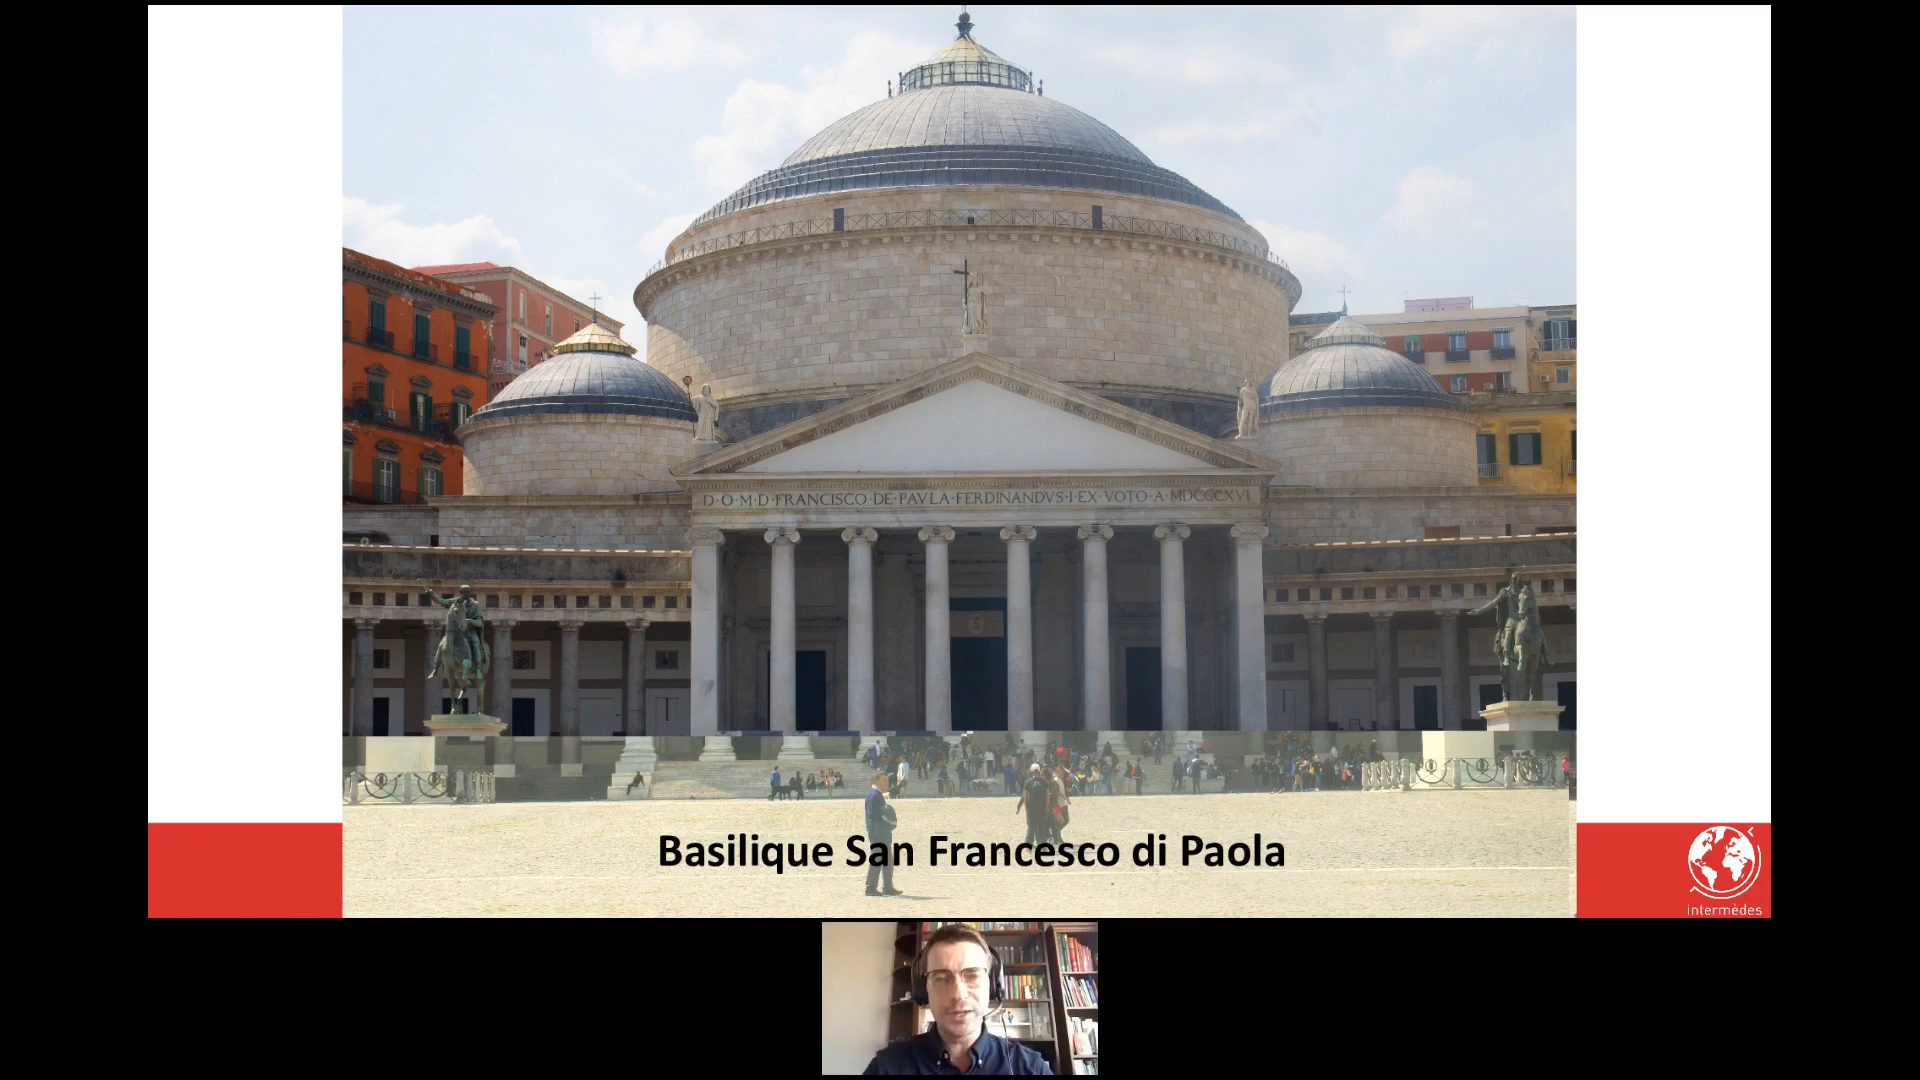 D·O·M·D·FRANCISCO·DE·PAVLA·FERDINANDVS·I·EX·VOTO·A·MDCCCXVI
Basilique San Francesco di Paola
intermèdes